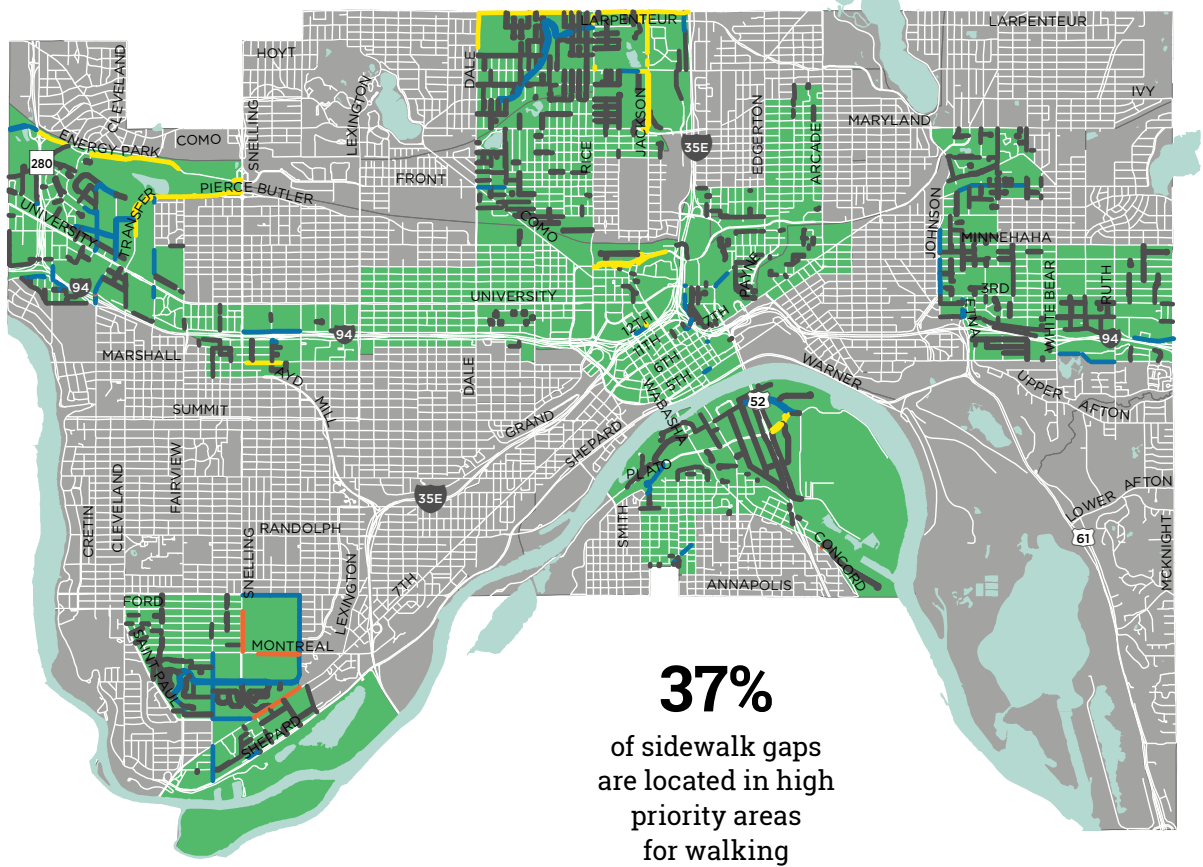 LARPENTEUR
LARPENTEUR
HOYT
CLEVELAND
DALE
IVY
SNELLING
LEXINGTON
JACKSON
EDGERTON
ARCADE
MARYLAND
ENERGY PARK
COMO
35E
RICE
280
FRONT
PIERCE BUTLER
TRANSFER
UNIVERSITY
COMO
JOHNSON
MINNEHAHA
94
UNIVERSITY
PAYNE
3RD
WHITE BEAR
RUTH
ETNA
12TH
7TH
94
11TH
94
MARSHALL
6TH
5TH
WARNER
AYD MILL
DALE
WABASHA
52
UPPER AFTON
SUMMIT
GRAND
SHEPARD
FAIRVIEW
CLEVELAND
PLATO
LOWER AFTON
35E
CRETIN
RANDOLPH
SMITH
61
MCKNIGHT
SNELLING
LEXINGTON
7TH
CONCORD
ANNAPOLIS
FORD
SAINT PAUL
MONTREAL
SHEPARD
37%
of sidewalk gaps
are located in high
priority areas
for walking